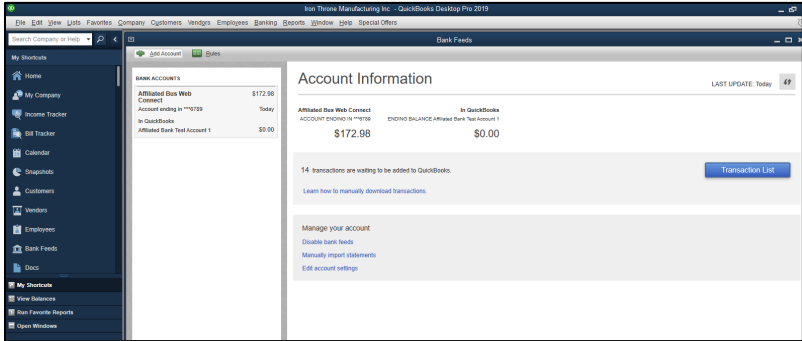 Iron Throne Manufacturing Inc - QuickBooks Desktop Pro 2019
File Edit View Lists Favorites Company Customers Vendors Employees Banking Reports Window Help Special Offers
Search Company or Help
Bank Feeds
Add Account Rules
My Shortcuts
Home
My Company
Income Tracker
Bill Tracker
Calendar
Snapshots
Customers
Vendors
Employees
Bank Feeds
Docs
My Shortcuts
View Balances
Run Favorite Reports
Open Windows
BANK ACCOUNTS
Affiliated Bus Web $172.98
Connect
Account ending in ***6789 Today
In QuickBooks
Affiliated Bank Test Account 1 $0.00
Account Information
LAST UPDATE: Today
Affiliated Bus Web Connect In QuickBooks
ACCOUNT ENDING IN ***6789 ENDING BALANCE Affiliated Bank Test Account 1
$172.98 $0.00
14 transactions are waiting to be added to QuickBooks.
Transaction List
Learn how to manually download transactions.
Manage your account
Disable bank feeds
Manually import statements
Edit account settings